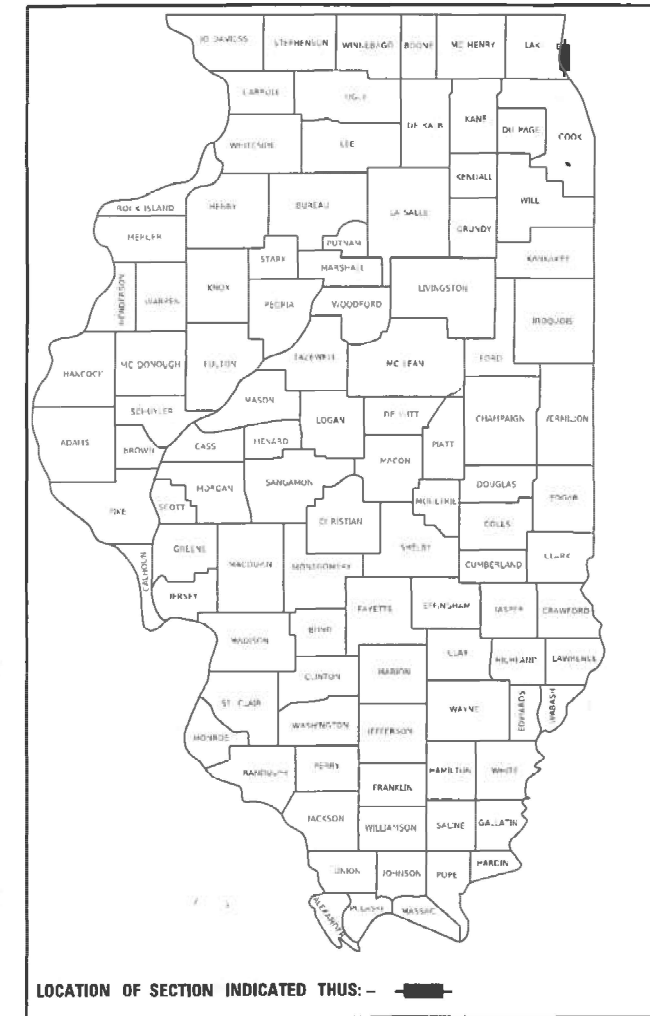 JO DAVIESS STEPHENSON WINNEBAGO BOONE MC HENRY LAK
CARROLL OGLE DE KALB KANE DU PAGE COOK
WHITESIDE LEE
KENDALL WILL
ROCK ISLAND HENRY BUREAU LA SALLE GRUNDY
MERCER PUTNAM
STARK MARSHALL KANKAKEE
HENDERSON WARREN KNOX PEORIA WOODFORD LIVINGSTON IROQUOIS
HANCOCK MC DONOUGH FULTON TAZEWELL MC LEAN FORD
MASON
SCHUYLER LOGAN DE WITT CHAMPAIGN VERMILION
ADAMS BROWN CASS MENARD PIATT
MACON
MORGAN SANGAMON DOUGLAS EDGAR
PIKE SCOTT MOULTRIE
CHRISTIAN COLES
GREENE MACOUPIN MONTGOMERY SHELBY CLARK
CALHOUN CUMBERLAND
JERSEY FAYETTE EFFINGHAM JASPER CRAWFORD
MADISON BOND
CLAY RICHLAND LAWRENCE
CLINTON MARION
ST. CLAIR WAYNE EDWARDS WABASH
WASHINGTON JEFFERSON
MONROE
RANDOLPH PERRY HAMILTON WHITE
FRANKLIN
JACKSON WILLIAMSON SALINE GALLATIN
UNION JOHNSON POPE HARDIN
ALEXANDER PULASKI MASSAC
LOCATION OF SECTION INDICATED THUS: –